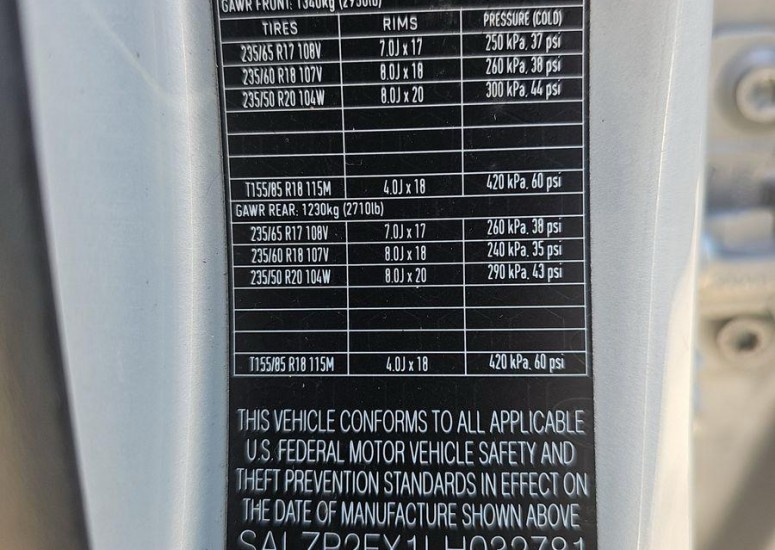 GAWR FRONT: 1340kg (2950lb)
TIRES RIMS PRESSURE (COLD)
235/65 R17 108V 7.0J x 17 250 kPa, 37 psi
235/60 R18 107V 8.0J x 18 260 kPa, 38 psi
235/50 R20 104W 8.0J x 20 300 kPa, 44 psi
T155/85 R18 115M 4.0J x 18 420 kPa, 60 psi
GAWR REAR: 1230kg (2710lb)
235/65 R17 108V 7.0J x 17 260 kPa, 38 psi
235/60 R18 107V 8.0J x 18 240 kPa, 35 psi
235/50 R20 104W 8.0J x 20 290 kPa, 43 psi
T155/85 R18 115M 4.0J x 18 420 kPa, 60 psi
THIS VEHICLE CONFORMS TO ALL APPLICABLE
U.S. FEDERAL MOTOR VEHICLE SAFETY AND
THEFT PREVENTION STANDARDS IN EFFECT ON
THE DATE OF MANUFACTURE SHOWN ABOVE